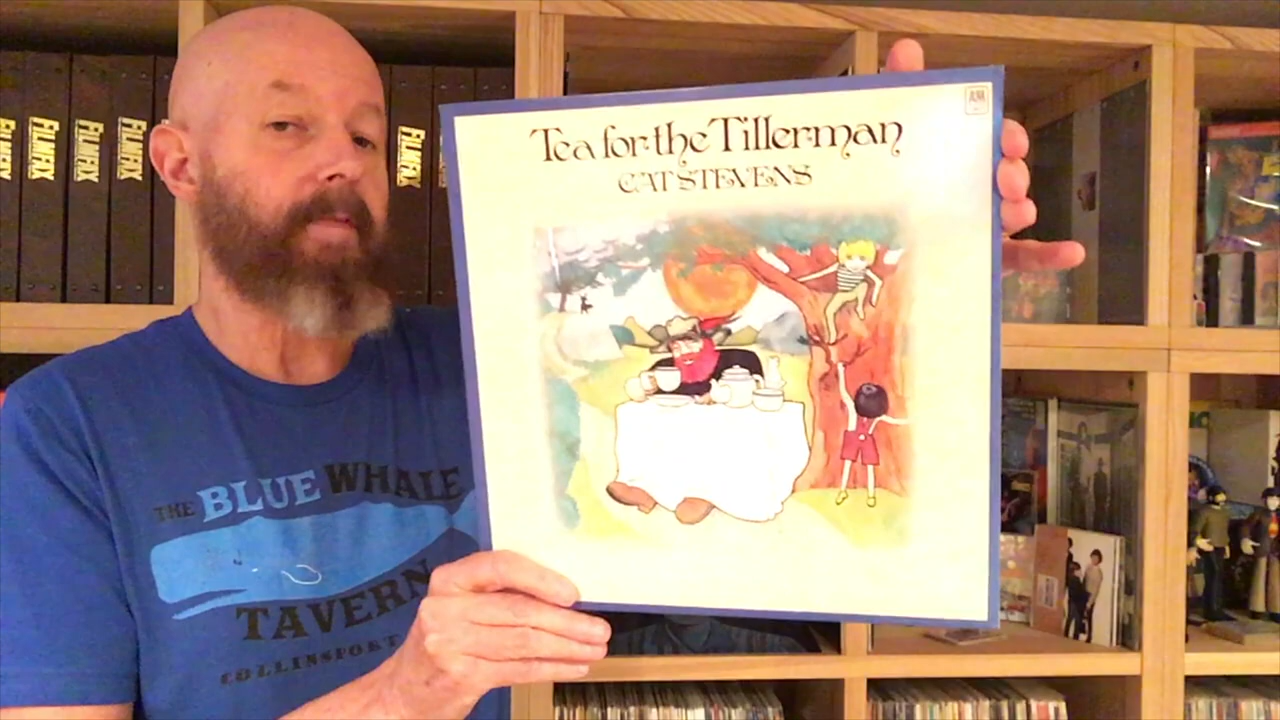 FILMFAX
FILMFAX
FILMFAX
FILMFAX
FILMFAX
Tea for the Tillerman
CAT STEVENS
A&M
THE BLUE WHALE
TAVERN
COLLINSPORT